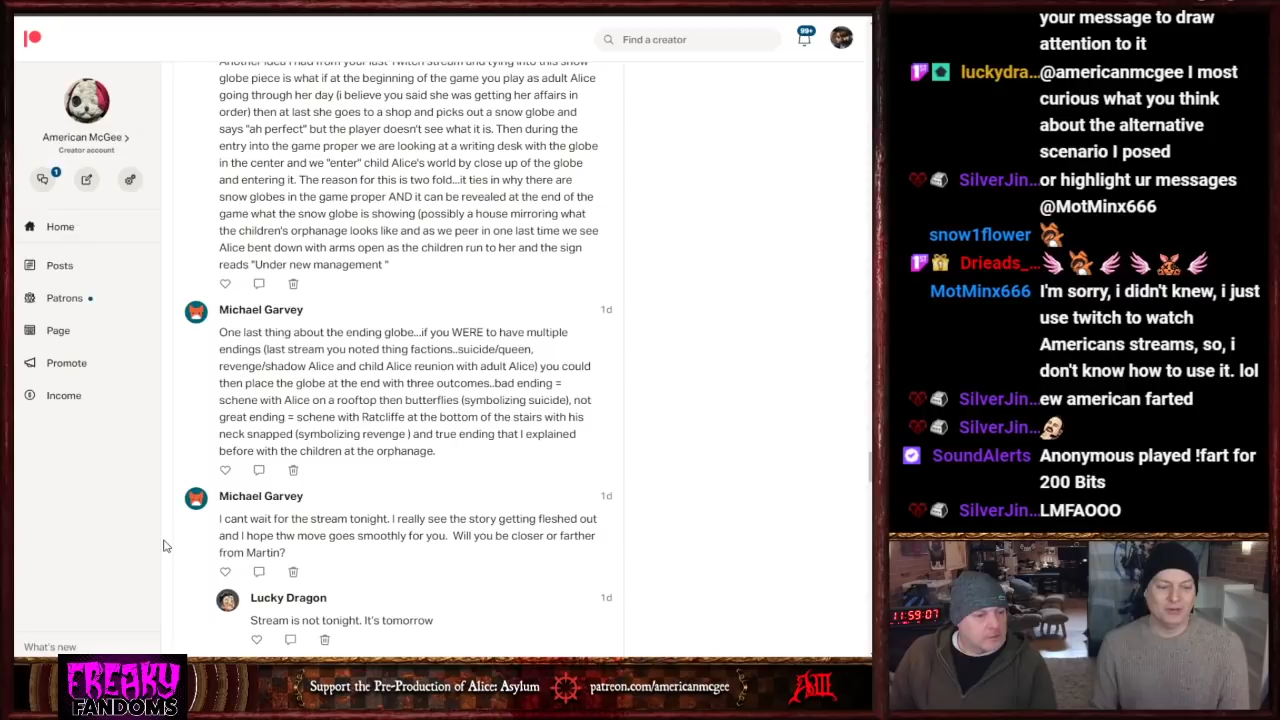 Find a creator
99+
American McGee
Creator account
1
Home
Posts
Patrons
Page
Promote
Income
What's new
Another idea I had from your last Twitch stream and tying into this snow
globe piece is what if at the beginning of the game you play as adult Alice
going through her day (i believe you said she was getting her affairs in
order) then at last she goes to a shop and picks out a snow globe and
says "ah perfect" but the player doesn't see what it is. Then during the
entry into the game proper we are looking at a writing desk with the globe
in the center and we "enter" child Alice's world by close up of the globe
and entering it. The reason for this is two fold...it ties in why there are
snow globes in the game proper AND it can be revealed at the end of the
game what the snow globe is showing (possibly a house mirroring what
the children's orphanage looks like and as we peer in one last time we see
Alice bent down with arms open as the children run to her and the sign
reads "Under new management "
Michael Garvey 1d
One last thing about the ending globe...if you WERE to have multiple
endings (last stream you noted thing factions..suicide/queen,
revenge/shadow Alice and child Alice reunion with adult Alice) you could
then place the globe at the end with three outcomes..bad ending =
schene with Alice on a rooftop then butterflies (symbolizing suicide), not
great ending = schene with Ratcliffe at the bottom of the stairs with his
neck snapped (symbolizing revenge ) and true ending that I explained
before with the children at the orphanage.
Michael Garvey 1d
I cant wait for the stream tonight. I really see the story getting fleshed out
and I hope thw move goes smoothly for you. Will you be closer or farther
from Martin?
Lucky Dragon 1d
Stream is not tonight. It's tomorrow
your message to draw
attention to it
luckydra... @americanmcgee I most
curious what you think
about the alternative
scenario I posed
SilverJin... or highlight ur messages
@MotMinx666
snow1flower
Drieads_...
MotMinx666 I'm sorry, i didn't knew, i just
use twitch to watch
Americans streams, so, i
don't know how to use it. lol
SilverJin... ew american farted
SilverJin...
SoundAlerts Anonymous played !fart for
200 Bits
SilverJin... LMFAOOO
11:59:07
FREAKY
FANDOMS
Support the Pre-Production of Alice: Asylum
patreon.com/americanmcgee